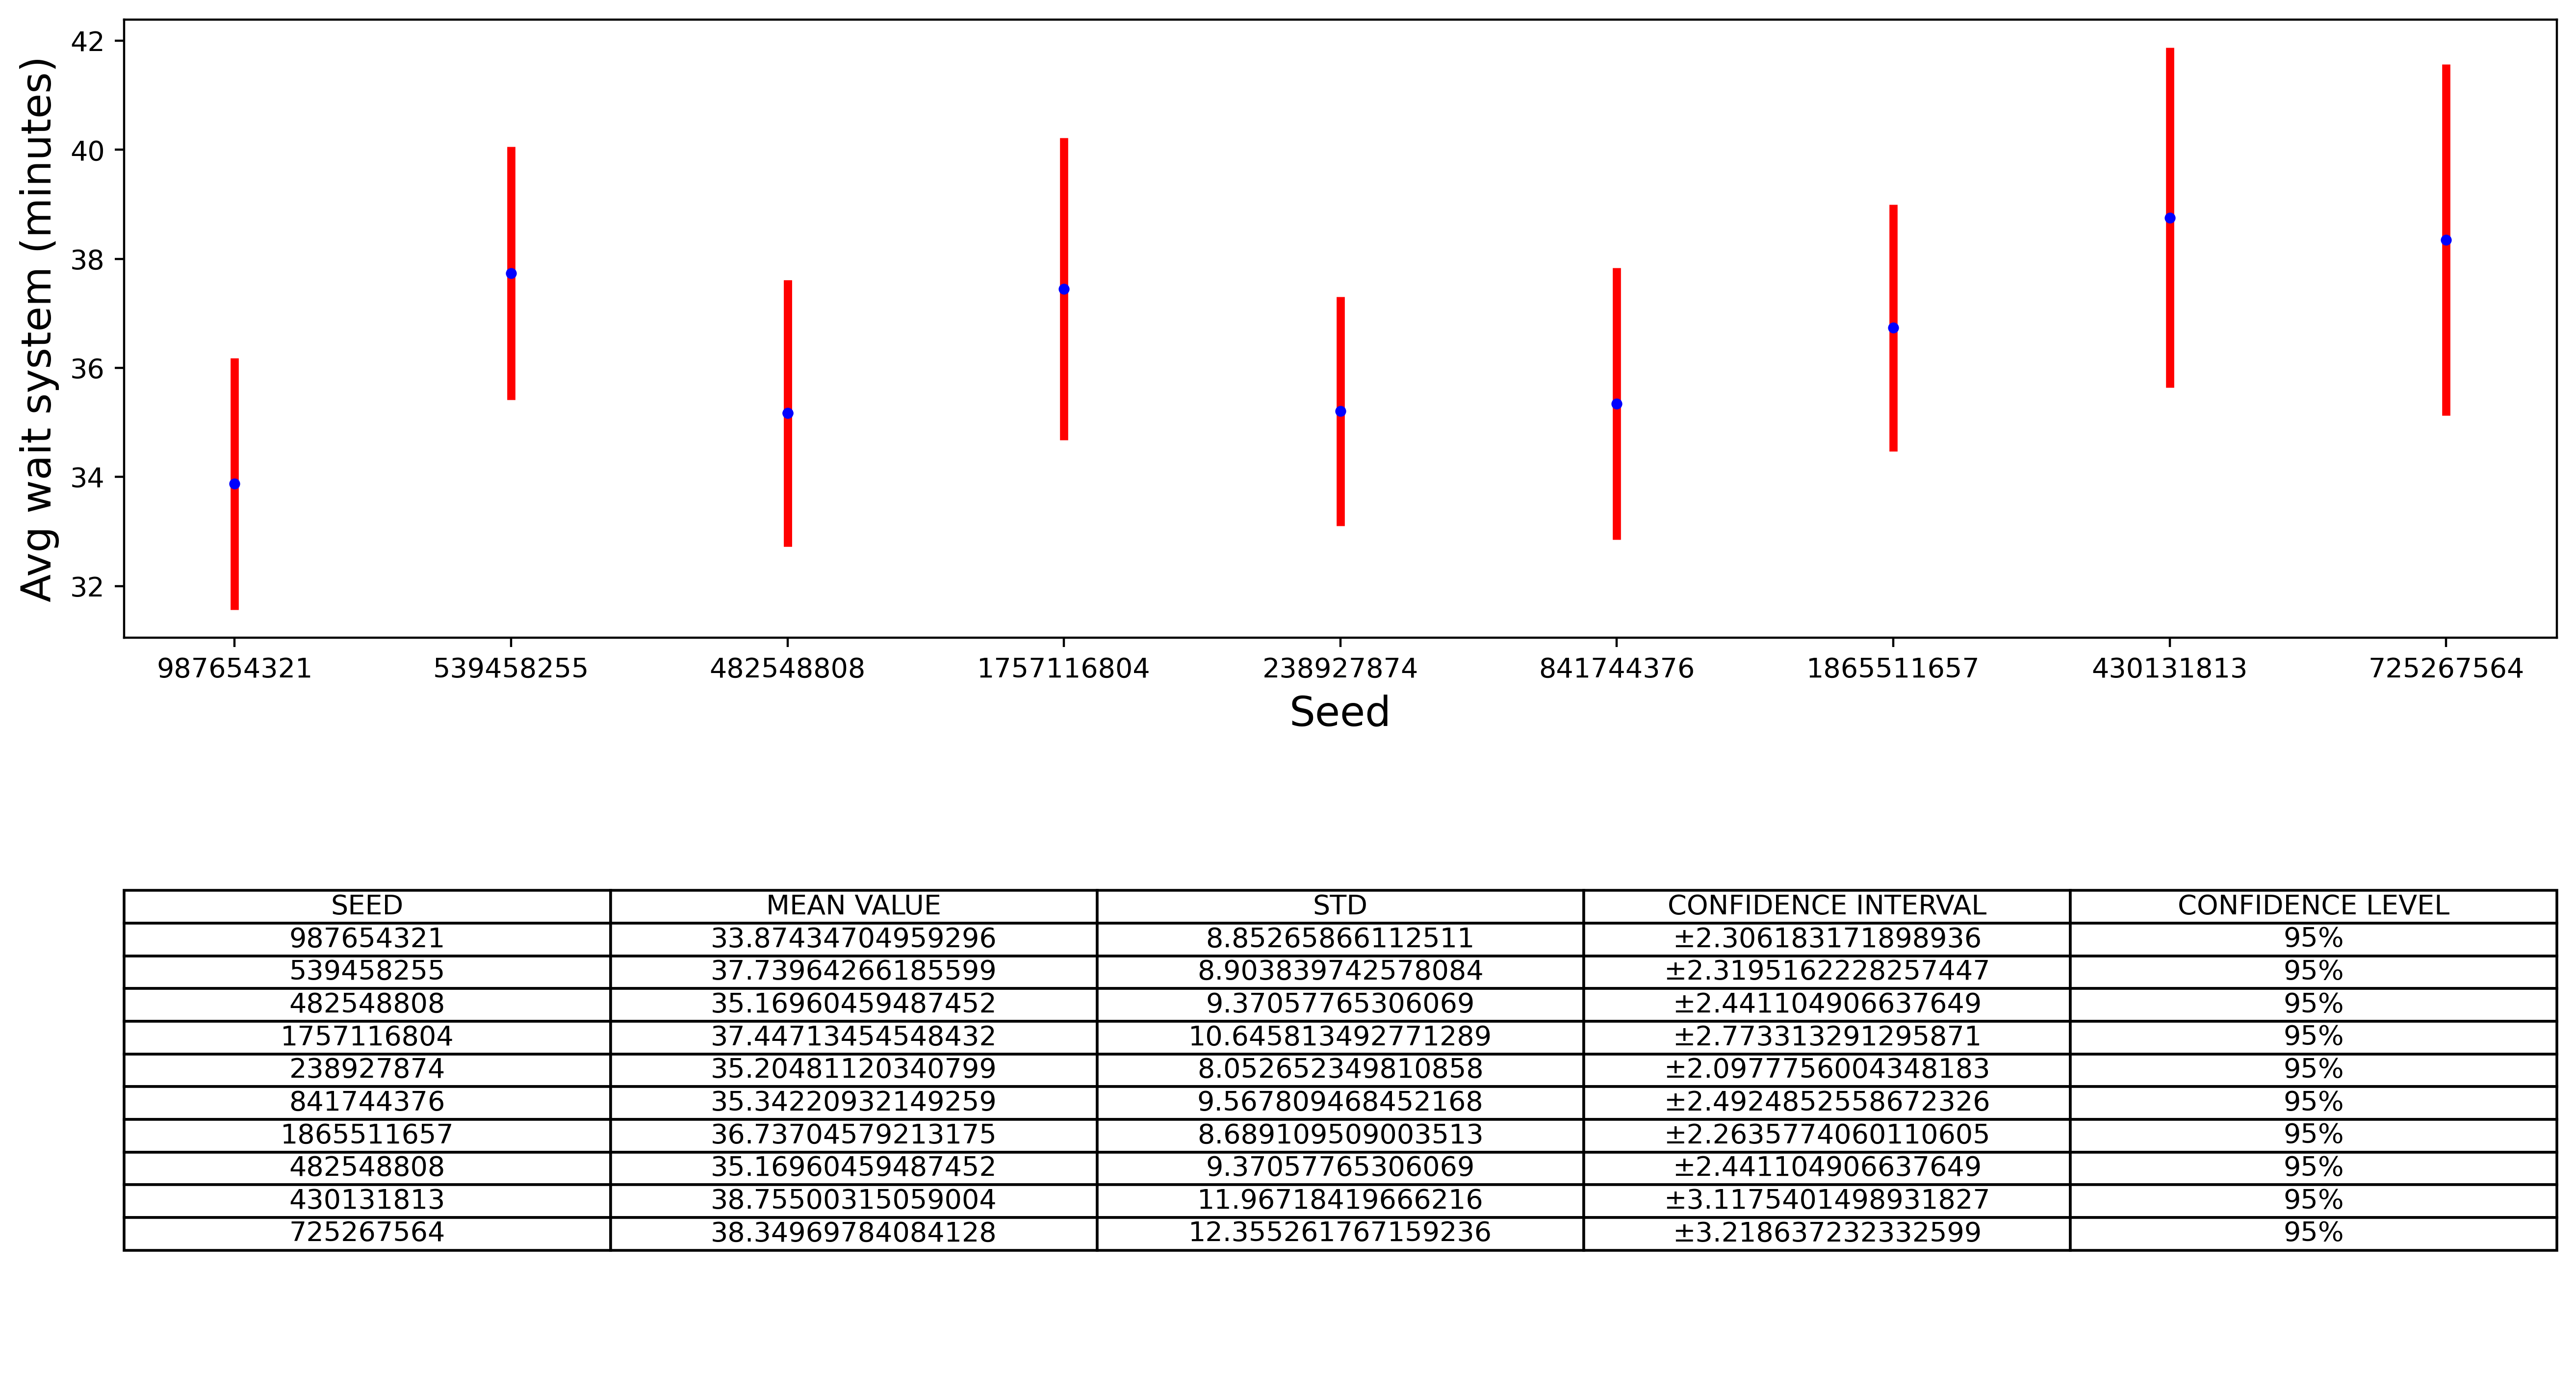 Avg wait system (minutes)
42
40
38
36
34
32
987654321 539458255 482548808 1757116804 238927874 841744376 1865511657 430131813 725267564
Seed
SEED MEAN VALUE STD CONFIDENCE INTERVAL CONFIDENCE LEVEL
987654321 33.87434704959296 8.85265866112511 ±2.306183171898936 95%
539458255 37.73964266185599 8.903839742578084 ±2.3195162228257447 95%
482548808 35.16960459487452 9.37057765306069 ±2.441104906637649 95%
1757116804 37.44713454548432 10.645813492771289 ±2.773313291295871 95%
238927874 35.20481120340799 8.052652349810858 ±2.0977756004348183 95%
841744376 35.34220932149259 9.567809468452168 ±2.4924852558672326 95%
1865511657 36.73704579213175 8.689109509003513 ±2.2635774060110605 95%
482548808 35.16960459487452 9.37057765306069 ±2.441104906637649 95%
430131813 38.75500315059004 11.96718419666216 ±3.1175401498931827 95%
725267564 38.34969784084128 12.355261767159236 ±3.218637232332599 95%